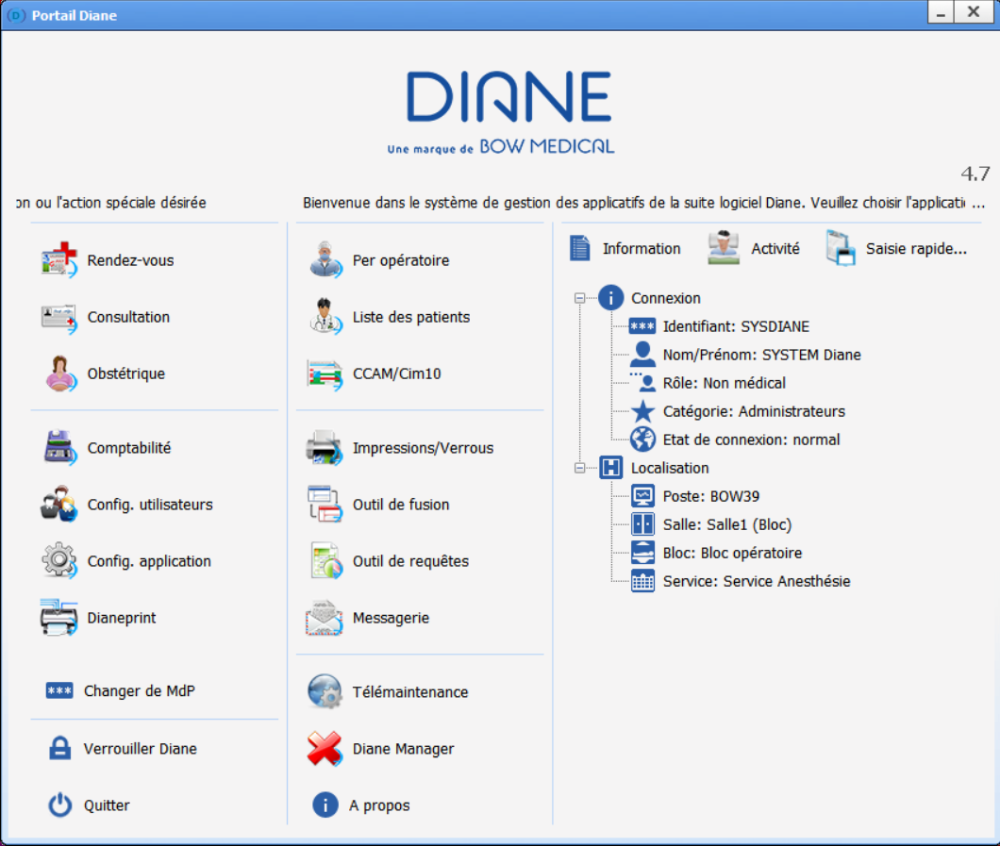 Portail Diane
DIANE
Une marque de BOW MEDICAL
4.7
on ou l'action spéciale désirée
Bienvenue dans le système de gestion des applicatifs de la suite logiciel Diane. Veuillez choisir l'applicati ...
Rendez-vous
Consultation
Obstétrique
Comptabilité
Config. utilisateurs
Config. application
Dianeprint
Changer de MdP
Verrouiller Diane
Quitter
Per opératoire
Liste des patients
CCAM/Cim10
Impressions/Verrous
Outil de fusion
Outil de requêtes
Messagerie
Télémaintenance
Diane Manager
A propos
Information
Activité
Saisie rapide...
Connexion
Identifiant: SYSDIANE
Nom/Prénom: SYSTEM Diane
Rôle: Non médical
Catégorie: Administrateurs
Etat de connexion: normal
Localisation
Poste: BOW39
Salle: Salle1 (Bloc)
Bloc: Bloc opératoire
Service: Service Anesthésie